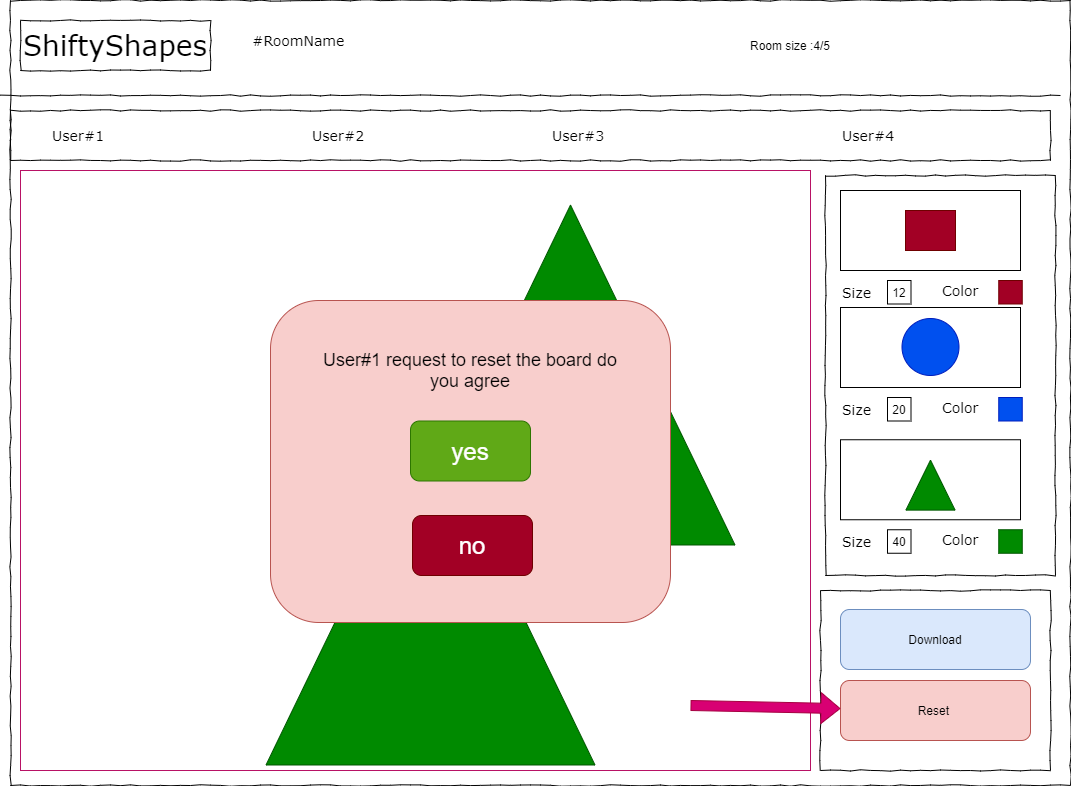 ShiftyShapes
#RoomName
Room size :4/5
User#1
User#2
User#3
User#4
User#1 request to reset the board do
you agree
yes
no
Size 12 Color
Size 20 Color
Size 40 Color
Download
Reset